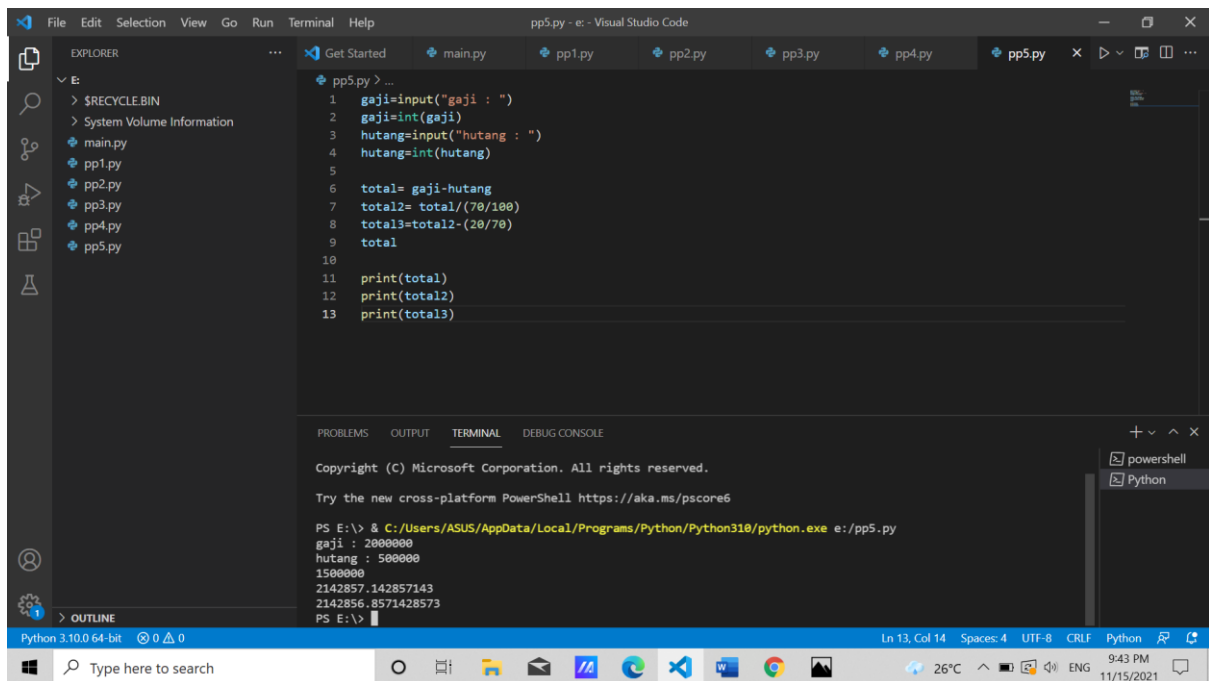 File Edit Selection View Go Run Terminal Help pp5.py - e: - Visual Studio Code
EXPLORER
Get Started main.py pp1.py pp2.py pp3.py pp4.py pp5.py
E:
$RECYCLE.BIN
System Volume Information
main.py
pp1.py
pp2.py
pp3.py
pp4.py
pp5.py
pp5.py > ...
1 gaji=input("gaji : ")
2 gaji=int(gaji)
3 hutang=input("hutang : ")
4 hutang=int(hutang)
5
6 total= gaji-hutang
7 total2= total/(70/100)
8 total3=total2-(20/70)
9 total
10
11 print(total)
12 print(total2)
13 print(total3)
PROBLEMS OUTPUT TERMINAL DEBUG CONSOLE
powershell
Python
Copyright (C) Microsoft Corporation. All rights reserved.
Try the new cross-platform PowerShell https://aka.ms/pscore6
PS E:\> & C:/Users/ASUS/AppData/Local/Programs/Python/Python310/python.exe e:/pp5.py
gaji : 2000000
hutang : 500000
1500000
2142857.142857143
2142856.8571428573
PS E:\>
OUTLINE
1
Python 3.10.0 64-bit 0 0 Ln 13, Col 14 Spaces: 4 UTF-8 CRLF Python
Type here to search 26°C ENG 9:43 PM
11/15/2021